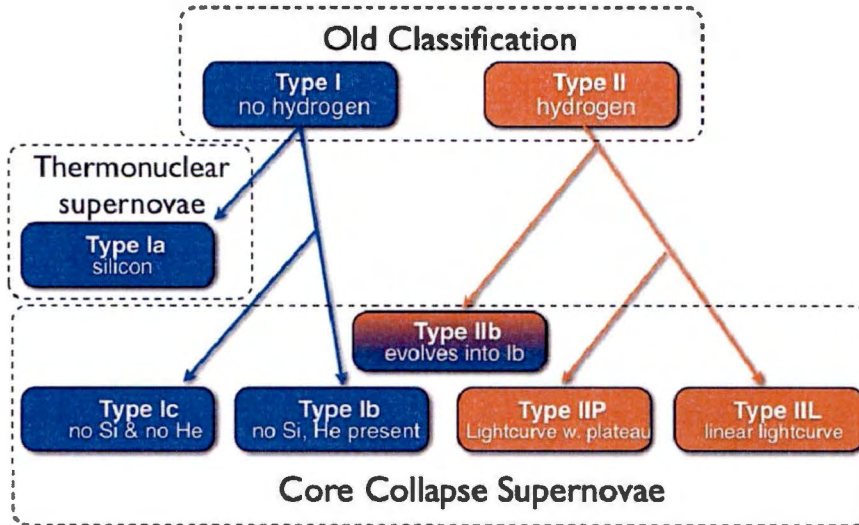 Old Classification
Type I
no hydrogen
Type II
hydrogen
Thermonuclear
supernovae
Type Ia
silicon
Type IIb
evolves into Ib
Type Ic
no Si & no He
Type Ib
no Si, He present
Type IIP
Lightcurve w. plateau
Type IIL
linear lightcurve
Core Collapse Supernovae